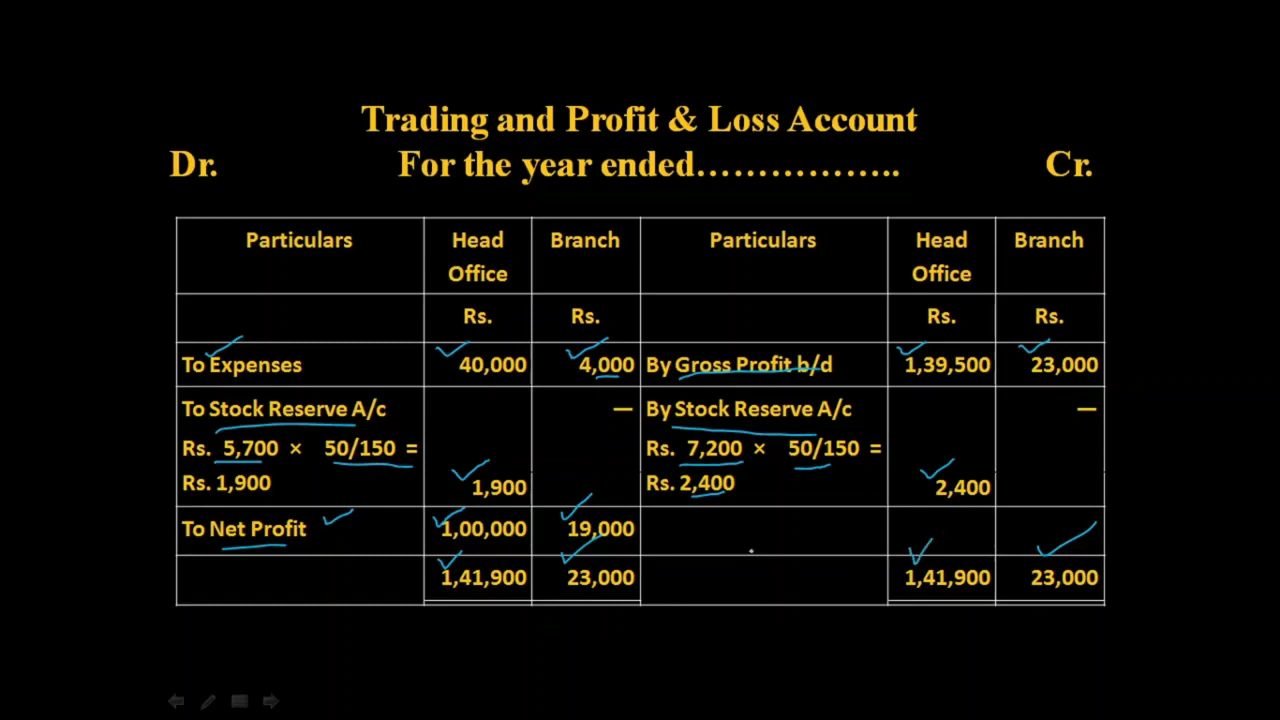 Trading and Profit & Loss Account
Dr. For the year ended……………….. Cr.
Particulars Head Office Branch Particulars Head Office Branch
Rs. Rs. Rs. Rs.
To Expenses 40,000 4,000 By Gross Profit b/d 1,39,500 23,000
To Stock Reserve A/c — By Stock Reserve A/c —
Rs. 5,700 × 50/150 = Rs. 7,200 × 50/150 =
Rs. 1,900 1,900 Rs. 2,400 2,400
To Net Profit 1,00,000 19,000
1,41,900 23,000 1,41,900 23,000